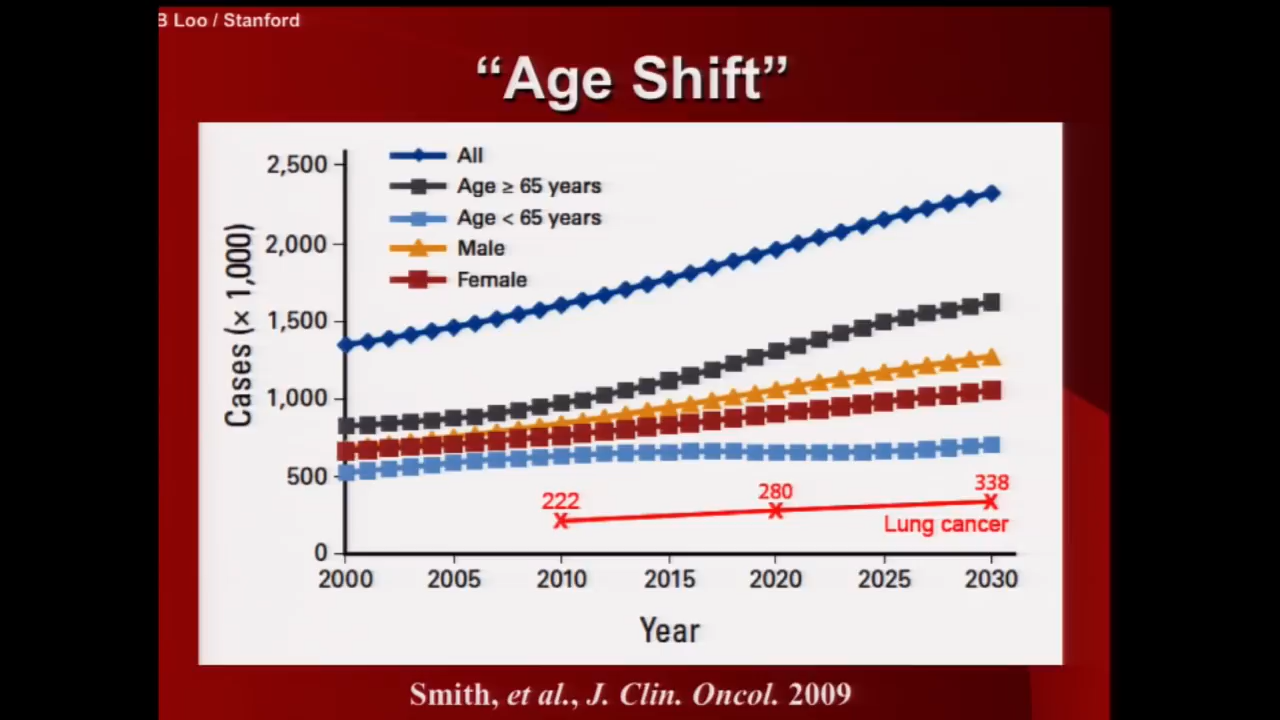 B Loo / Stanford
“Age Shift”
2,500
2,000
1,500
1,000
500
0
Cases (× 1,000)
All
Age ≥ 65 years
Age < 65 years
Male
Female
222
280
338
Lung cancer
2000 2005 2010 2015 2020 2025 2030
Year
Smith, et al., J. Clin. Oncol. 2009